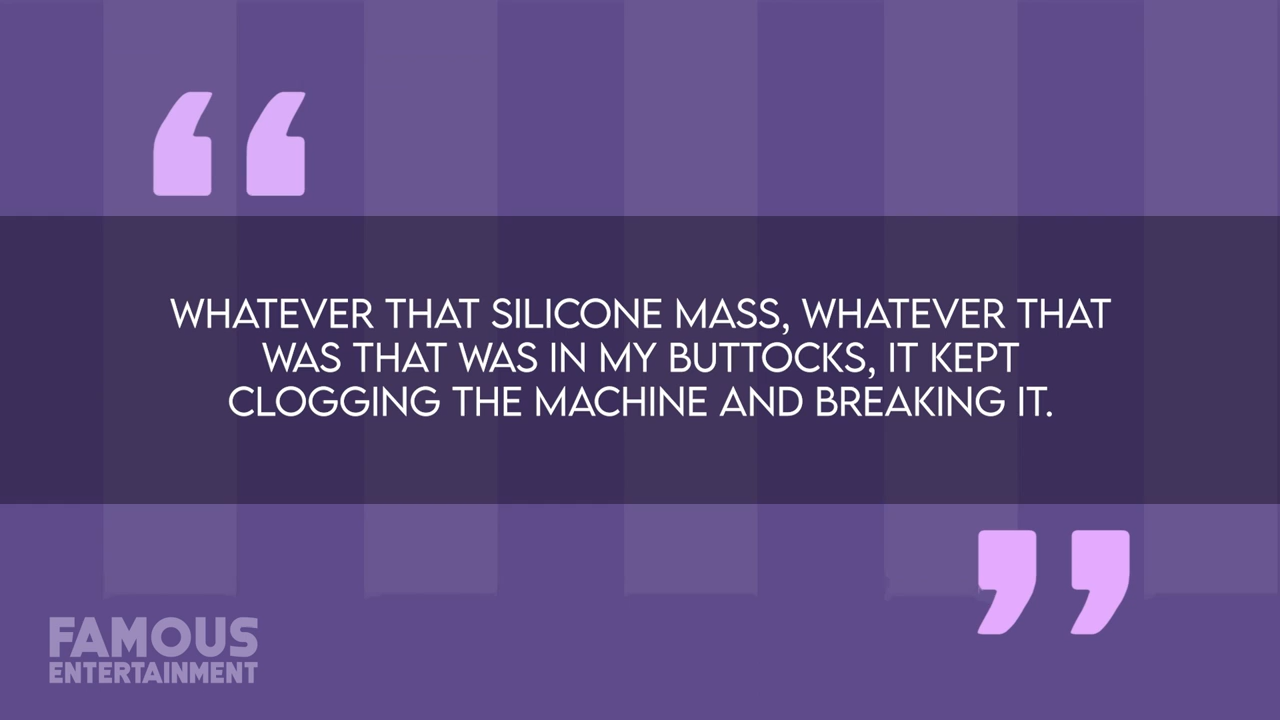 “
WHATEVER THAT SILICONE MASS, WHATEVER THAT
WAS THAT WAS IN MY BUTTOCKS, IT KEPT
CLOGGING THE MACHINE AND BREAKING IT.
”
FAMOUS
ENTERTAINMENT